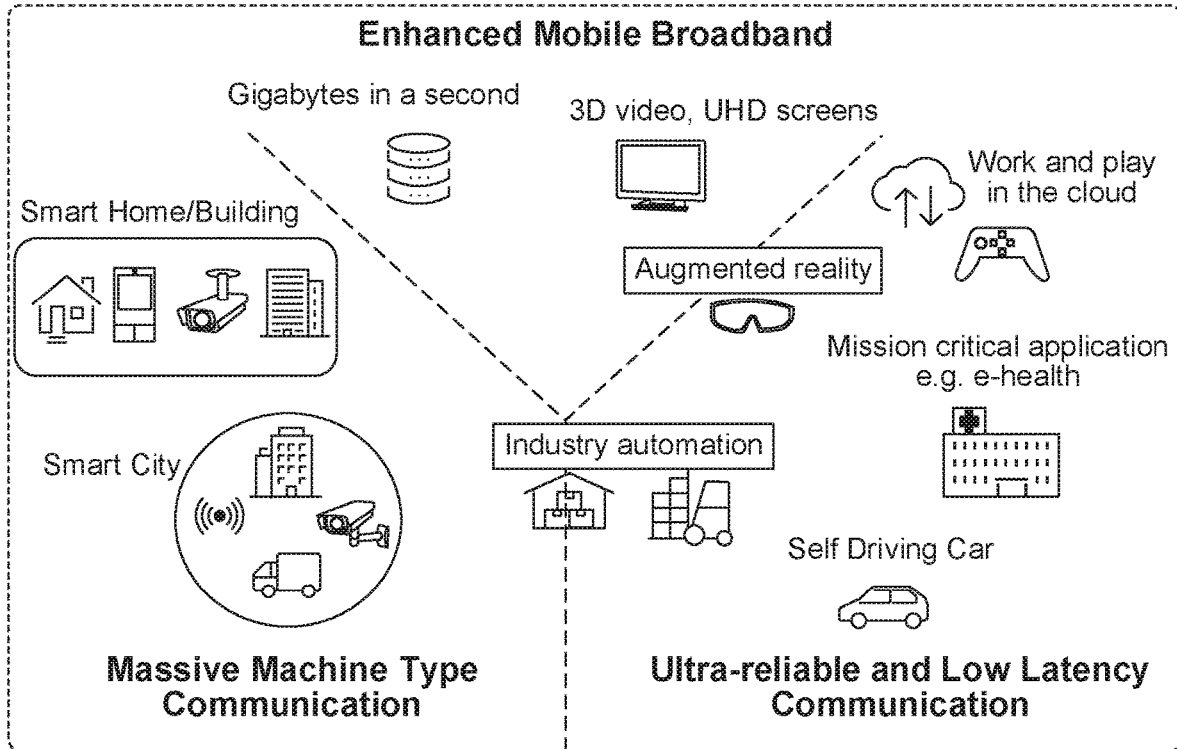 Enhanced Mobile Broadband
Gigabytes in a second
3D video, UHD screens
Work and play
in the cloud
Smart Home/Building
Augmented reality
Mission critical application
e.g. e-health
Industry automation
Smart City
Self Driving Car
Massive Machine Type
Communication
Ultra-reliable and Low Latency
Communication